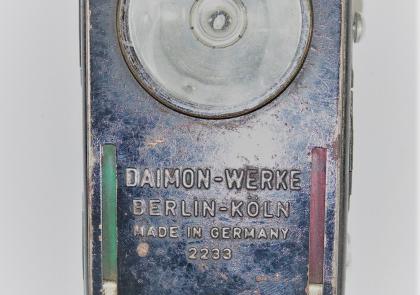 DAIMON-WERKE
BERLIN-KÖLN
MADE IN GERMANY
2233